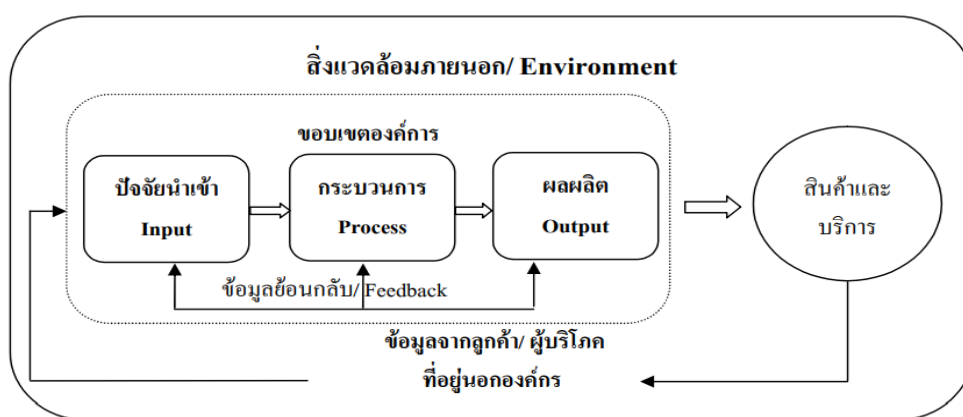 สิ่งแวดล้อมภายนอก/ Environment
ขอบเขตองค์การ
ปัจจัยนำเข้า
Input
กระบวนการ
Process
ผลผลิต
Output
สินค้าและ
บริการ
ข้อมูลย้อนกลับ/ Feedback
ข้อมูลจากลูกค้า/ ผู้บริโภค
ที่อยู่นอกองค์กร